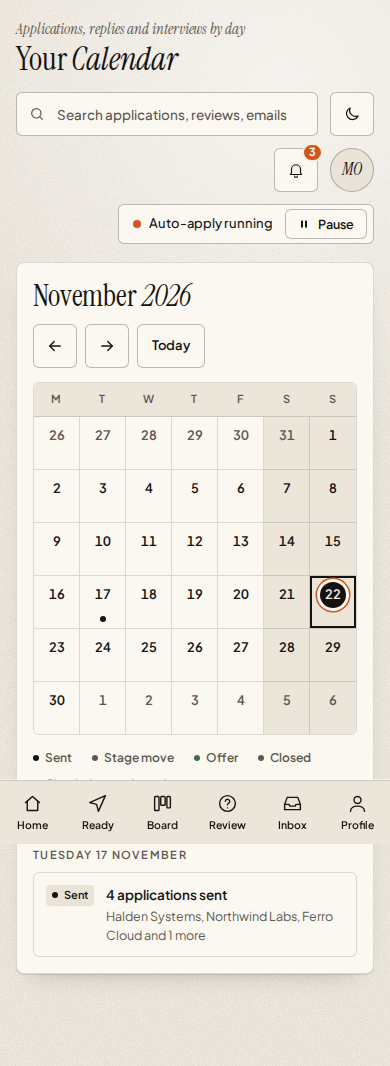 Applications, replies and interviews by day
Your Calendar
Search applications, reviews, emails
3
MO
Auto-apply running
Pause
November 2026
Today
M T W T F S S
26 27 28 29 30 31 1
2 3 4 5 6 7 8
9 10 11 12 13 14 15
16 17 18 19 20 21 22
23 24 25 26 27 28 29
30 1 2 3 4 5 6
Sent Stage move Offer Closed
Home Ready Board Review Inbox Profile
TUESDAY 17 NOVEMBER
Sent 4 applications sent
Halden Systems, Northwind Labs, Ferro
Cloud and 1 more